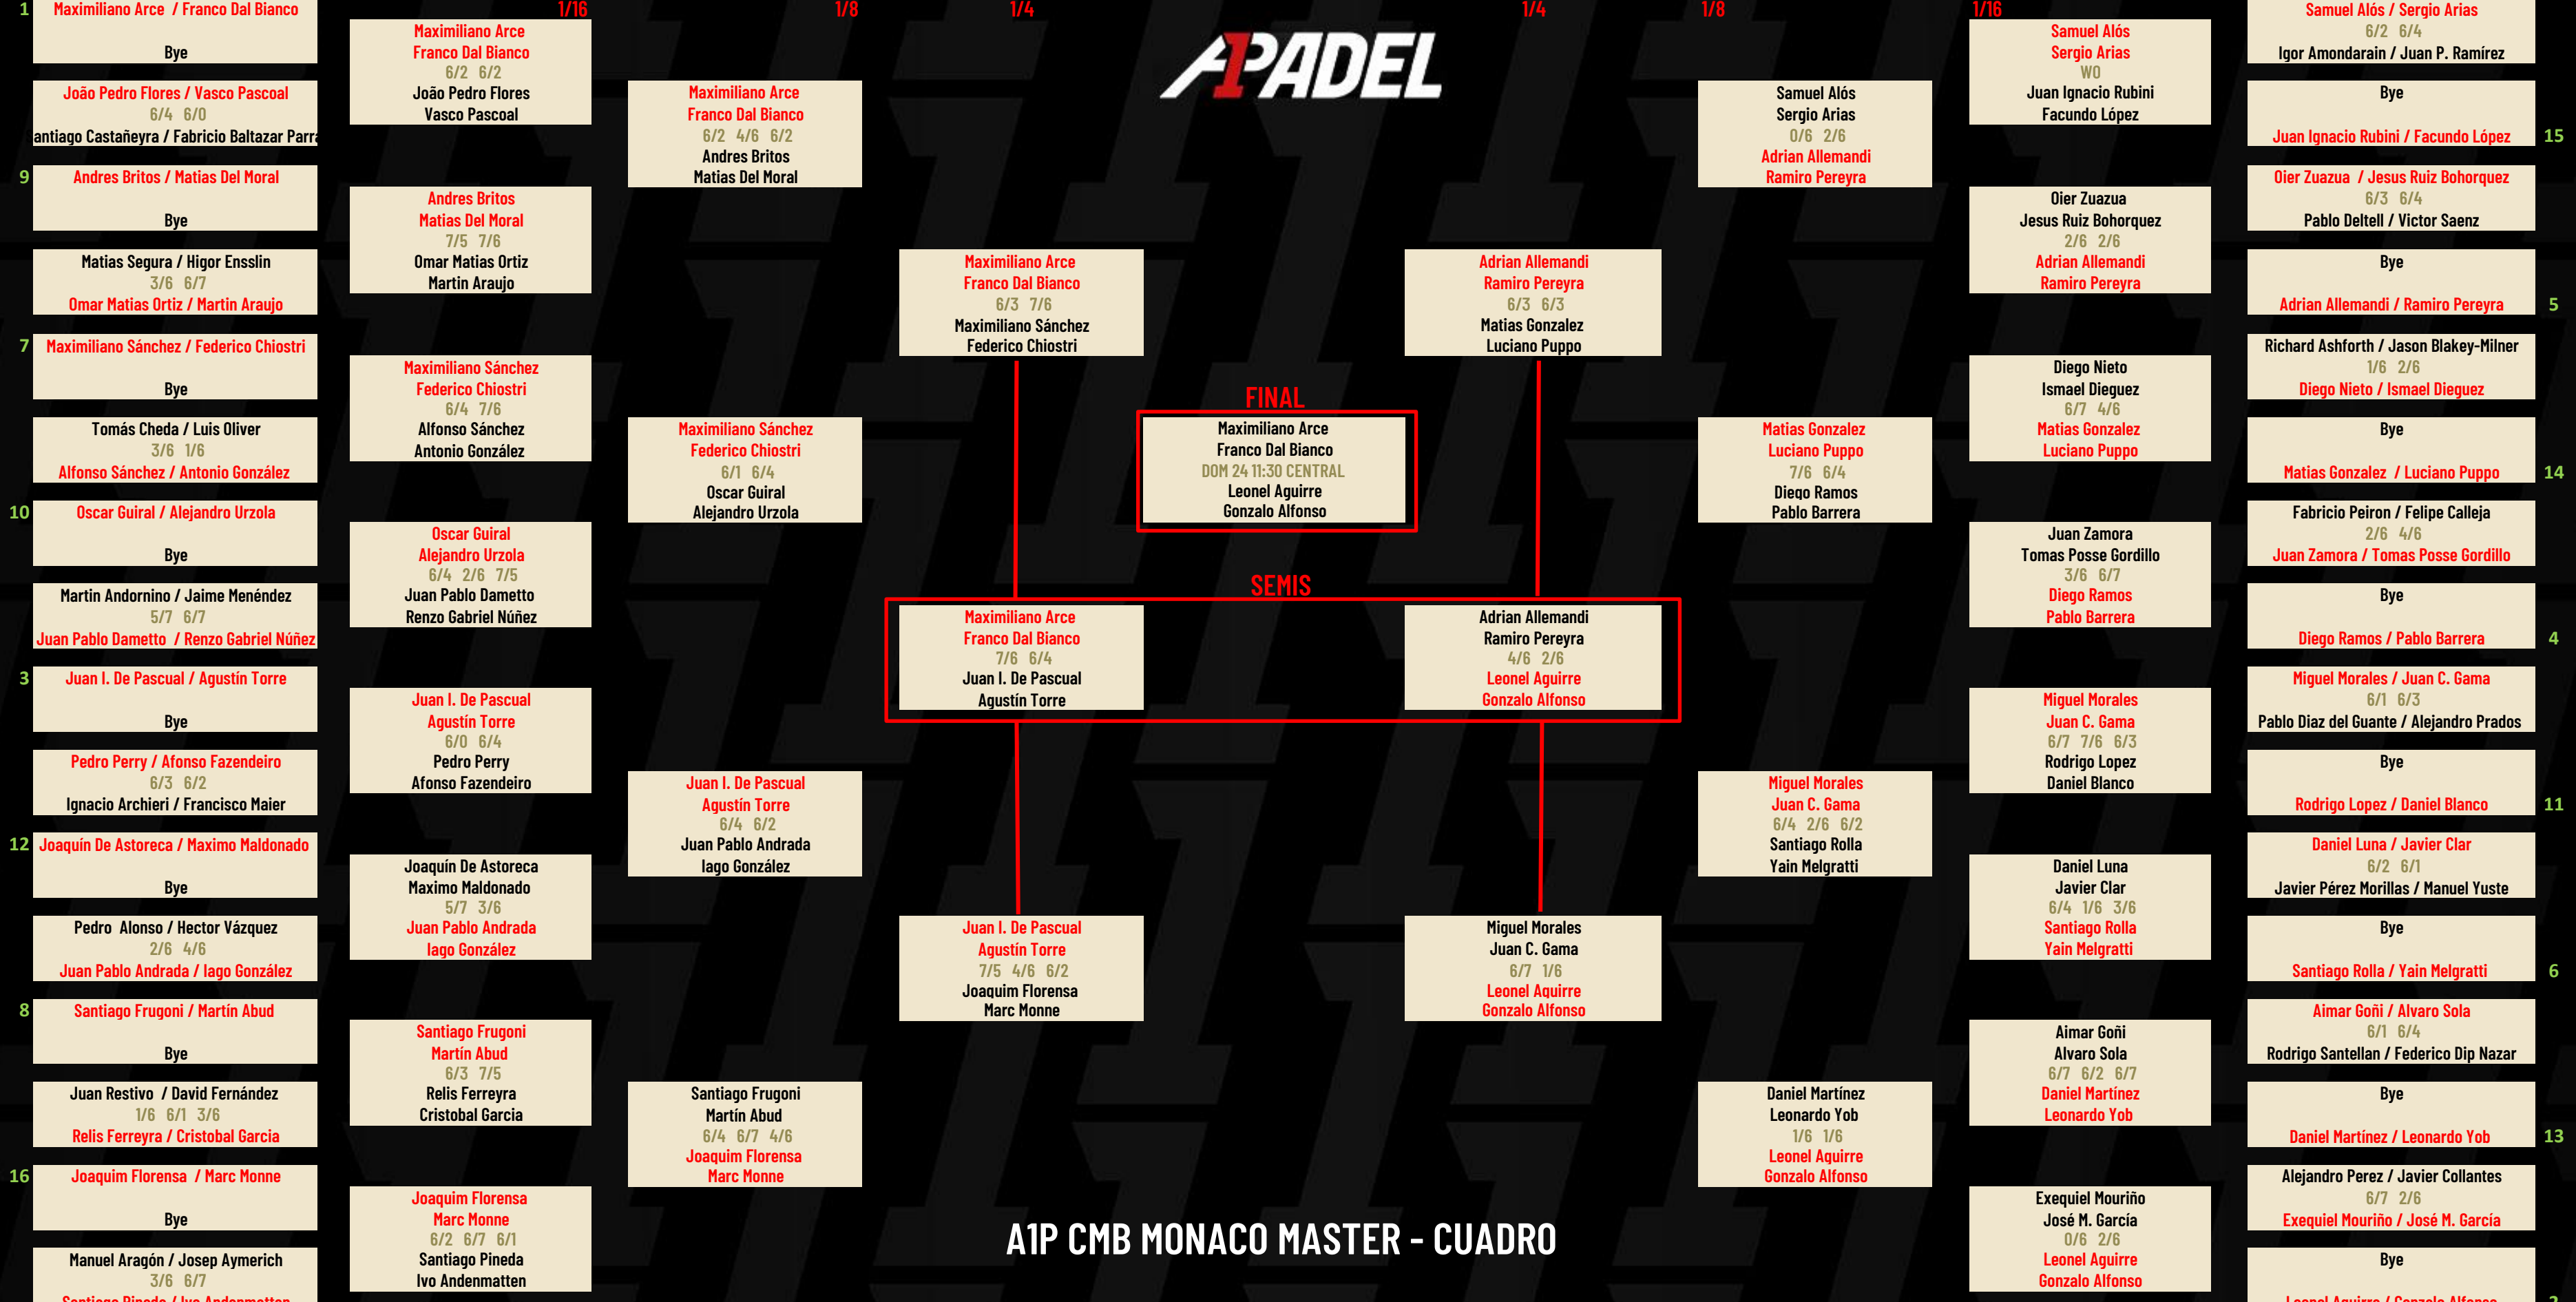 1/16
1/8
1/4
1/4
1/8
1/16
A1PADEL
1
Maximiliano Arce / Franco Dal Bianco
Bye
João Pedro Flores / Vasco Pascoal
6/4 6/0
antiago Castañeyra / Fabricio Baltazar Parra
9
Andres Britos / Matias Del Moral
Bye
Matias Segura / Higor Ensslin
3/6 6/7
Omar Matias Ortiz / Martin Araujo
7
Maximiliano Sánchez / Federico Chiostri
Bye
Tomás Cheda / Luis Oliver
3/6 1/6
Alfonso Sánchez / Antonio González
10
Oscar Guiral / Alejandro Urzola
Bye
Martin Andornino / Jaime Menéndez
5/7 6/7
Juan Pablo Dametto / Renzo Gabriel Núñez
3
Juan I. De Pascual / Agustín Torre
Bye
Pedro Perry / Afonso Fazendeiro
6/3 6/2
Ignacio Archieri / Francisco Maier
12
Joaquín De Astoreca / Maximo Maldonado
Bye
Pedro Alonso / Hector Vázquez
2/6 4/6
Juan Pablo Andrada / Iago González
8
Santiago Frugoni / Martín Abud
Bye
Juan Restivo / David Fernández
1/6 6/1 3/6
Relis Ferreyra / Cristobal Garcia
16
Joaquim Florensa / Marc Monne
Bye
Manuel Aragón / Josep Aymerich
3/6 6/7
Santiago Pineda / Ivo Andenmatten
Maximiliano Arce
Franco Dal Bianco
6/2 6/2
João Pedro Flores
Vasco Pascoal
Andres Britos
Matias Del Moral
7/5 7/6
Omar Matias Ortiz
Martin Araujo
Maximiliano Sánchez
Federico Chiostri
6/4 7/6
Alfonso Sánchez
Antonio González
Oscar Guiral
Alejandro Urzola
6/4 2/6 7/5
Juan Pablo Dametto
Renzo Gabriel Núñez
Juan I. De Pascual
Agustín Torre
6/0 6/4
Pedro Perry
Afonso Fazendeiro
Joaquín De Astoreca
Maximo Maldonado
5/7 3/6
Juan Pablo Andrada
Iago González
Santiago Frugoni
Martín Abud
6/3 7/5
Relis Ferreyra
Cristobal Garcia
Joaquim Florensa
Marc Monne
6/2 6/7 6/1
Santiago Pineda
Ivo Andenmatten
Maximiliano Arce
Franco Dal Bianco
6/2 4/6 6/2
Andres Britos
Matias Del Moral
Maximiliano Sánchez
Federico Chiostri
6/1 6/4
Oscar Guiral
Alejandro Urzola
Juan I. De Pascual
Agustín Torre
6/4 6/2
Juan Pablo Andrada
Iago González
Santiago Frugoni
Martín Abud
6/4 6/7 4/6
Joaquim Florensa
Marc Monne
Maximiliano Arce
Franco Dal Bianco
6/3 7/6
Maximiliano Sánchez
Federico Chiostri
Juan I. De Pascual
Agustín Torre
7/5 4/6 6/2
Joaquim Florensa
Marc Monne
FINAL
Maximiliano Arce
Franco Dal Bianco
DOM 24 11:30 CENTRAL
Leonel Aguirre
Gonzalo Alfonso
SEMIS
Maximiliano Arce
Franco Dal Bianco
7/6 6/4
Juan I. De Pascual
Agustín Torre
Adrian Allemandi
Ramiro Pereyra
4/6 2/6
Leonel Aguirre
Gonzalo Alfonso
Adrian Allemandi
Ramiro Pereyra
6/3 6/3
Matias Gonzalez
Luciano Puppo
Miguel Morales
Juan C. Gama
6/7 1/6
Leonel Aguirre
Gonzalo Alfonso
Samuel Alós
Sergio Arias
0/6 2/6
Adrian Allemandi
Ramiro Pereyra
Matias Gonzalez
Luciano Puppo
7/6 6/4
Diego Ramos
Pablo Barrera
Miguel Morales
Juan C. Gama
6/4 2/6 6/2
Santiago Rolla
Yain Melgratti
Daniel Martínez
Leonardo Yob
1/6 1/6
Leonel Aguirre
Gonzalo Alfonso
Samuel Alós
Sergio Arias
WO
Juan Ignacio Rubini
Facundo López
Oier Zuazua
Jesus Ruiz Bohorquez
2/6 2/6
Adrian Allemandi
Ramiro Pereyra
Diego Nieto
Ismael Dieguez
6/7 4/6
Matias Gonzalez
Luciano Puppo
Juan Zamora
Tomas Posse Gordillo
3/6 6/7
Diego Ramos
Pablo Barrera
Miguel Morales
Juan C. Gama
6/7 7/6 6/3
Rodrigo Lopez
Daniel Blanco
Daniel Luna
Javier Clar
6/4 1/6 3/6
Santiago Rolla
Yain Melgratti
Aimar Goñi
Alvaro Sola
6/7 6/2 6/7
Daniel Martínez
Leonardo Yob
Exequiel Mouriño
José M. García
0/6 2/6
Leonel Aguirre
Gonzalo Alfonso
Samuel Alós / Sergio Arias
6/2 6/4
Igor Amondarain / Juan P. Ramírez
Bye
Juan Ignacio Rubini / Facundo López
15
Oier Zuazua / Jesus Ruiz Bohorquez
6/3 6/4
Pablo Deltell / Victor Saenz
Bye
Adrian Allemandi / Ramiro Pereyra
5
Richard Ashforth / Jason Blakey-Milner
1/6 2/6
Diego Nieto / Ismael Dieguez
Bye
Matias Gonzalez / Luciano Puppo
14
Fabricio Peiron / Felipe Calleja
2/6 4/6
Juan Zamora / Tomas Posse Gordillo
Bye
Diego Ramos / Pablo Barrera
4
Miguel Morales / Juan C. Gama
6/1 6/3
Pablo Diaz del Guante / Alejandro Prados
Bye
Rodrigo Lopez / Daniel Blanco
11
Daniel Luna / Javier Clar
6/2 6/1
Javier Pérez Morillas / Manuel Yuste
Bye
Santiago Rolla / Yain Melgratti
6
Aimar Goñi / Alvaro Sola
6/1 6/4
Rodrigo Santellan / Federico Dip Nazar
Bye
Daniel Martínez / Leonardo Yob
13
Alejandro Perez / Javier Collantes
6/7 2/6
Exequiel Mouriño / José M. García
Bye
Leonel Aguirre / Gonzalo Alfonso
2
A1P CMB MONACO MASTER - CUADRO